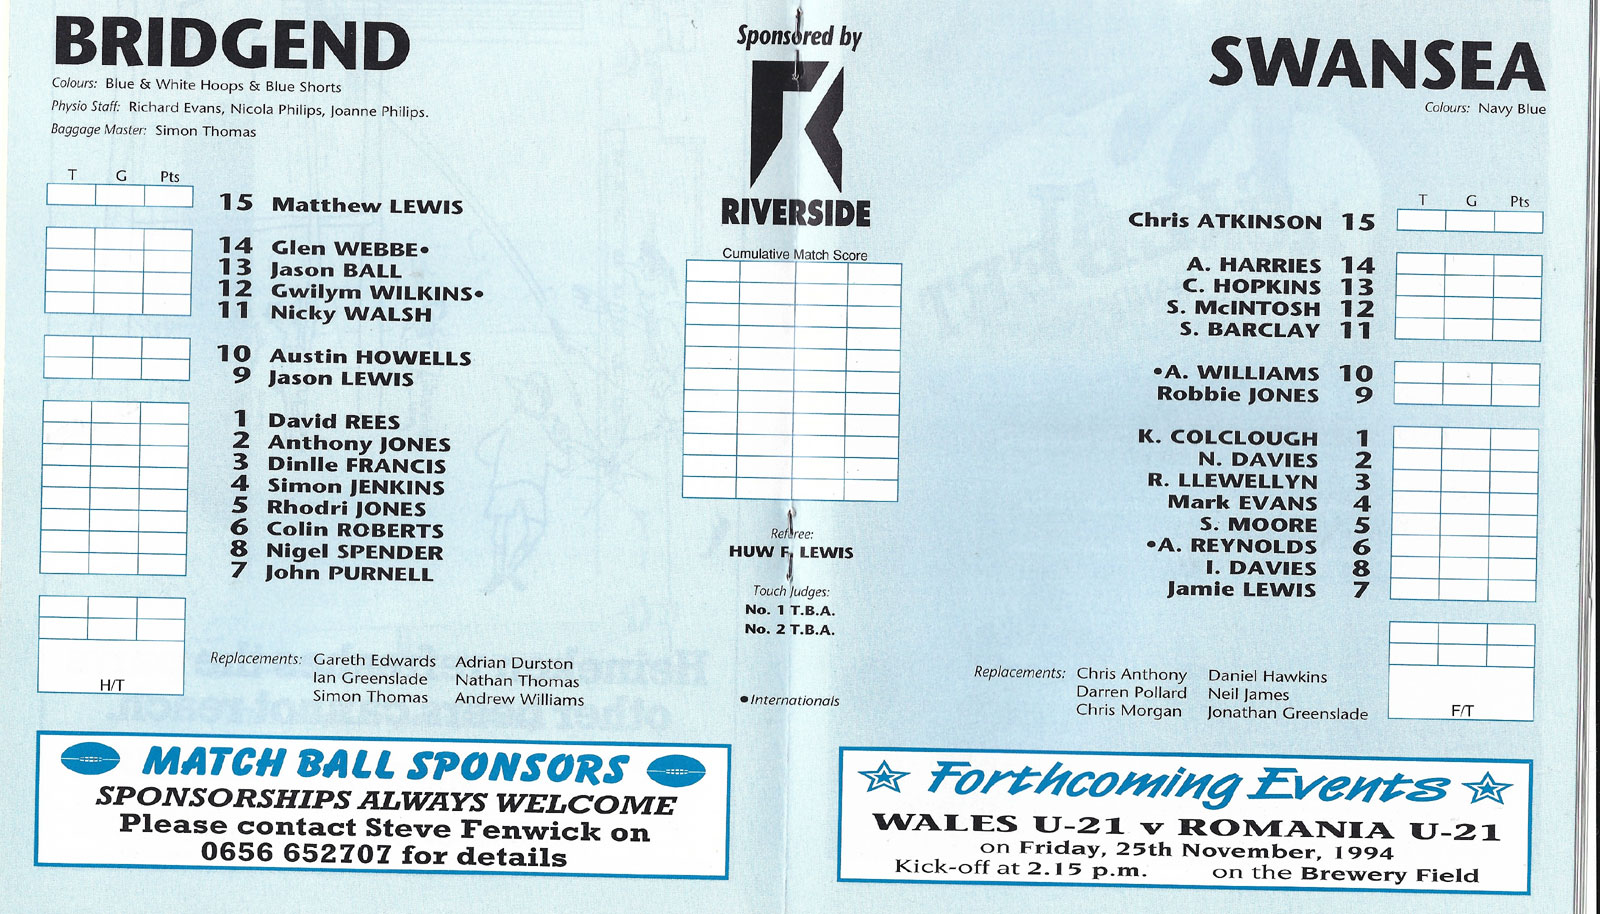 BRIDGEND
Colours: Blue & White Hoops & Blue Shorts
Physio Staff: Richard Evans, Nicola Philips, Joanne Philips.
Baggage Master: Simon Thomas
T G Pts
15 Matthew LEWIS
14 Glen WEBBE•
13 Jason BALL
12 Gwilym WILKINS•
11 Nicky WALSH
10 Austin HOWELLS
9 Jason LEWIS
1 David REES
2 Anthony JONES
3 Dinlle FRANCIS
4 Simon JENKINS
5 Rhodri JONES
6 Colin ROBERTS
8 Nigel SPENDER
7 John PURNELL
H/T
Replacements: Gareth Edwards Adrian Durston
Ian Greenslade Nathan Thomas
Simon Thomas Andrew Williams
MATCH BALL SPONSORS
SPONSORSHIPS ALWAYS WELCOME
Please contact Steve Fenwick on
0656 652707 for details
Sponsored by
RIVERSIDE
Cumulative Match Score
Referee:
HUW F. LEWIS
Touch Judges:
No. 1 T.B.A.
No. 2 T.B.A.
•Internationals
SWANSEA
Colours: Navy Blue
T G Pts
Chris ATKINSON 15
A. HARRIES 14
C. HOPKINS 13
S. McINTOSH 12
S. BARCLAY 11
•A. WILLIAMS 10
Robbie JONES 9
K. COLCLOUGH 1
N. DAVIES 2
R. LLEWELLYN 3
Mark EVANS 4
S. MOORE 5
•A. REYNOLDS 6
I. DAVIES 8
Jamie LEWIS 7
Replacements: Chris Anthony Daniel Hawkins
Darren Pollard Neil James
Chris Morgan Jonathan Greenslade
F/T
Forthcoming Events
WALES U-21 v ROMANIA U-21
on Friday, 25th November, 1994
Kick-off at 2.15 p.m. on the Brewery Field